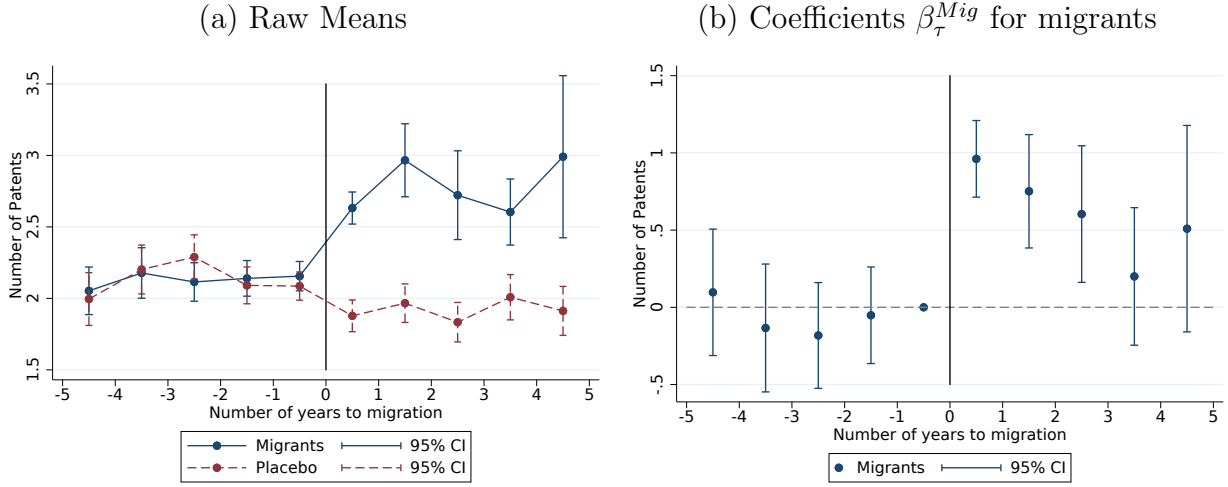 (a) Raw Means
Number of Patents
3.5
3
2.5
2
1.5
-5 -4 -3 -2 -1 0 1 2 3 4 5
Number of years to migration
Migrants 95% CI
Placebo 95% CI
(b) Coefficients β_τ^{Mig} for migrants
Number of Patents
1.5
1
.5
0
-.5
-5 -4 -3 -2 -1 0 1 2 3 4 5
Number of years to migration
Migrants 95% CI